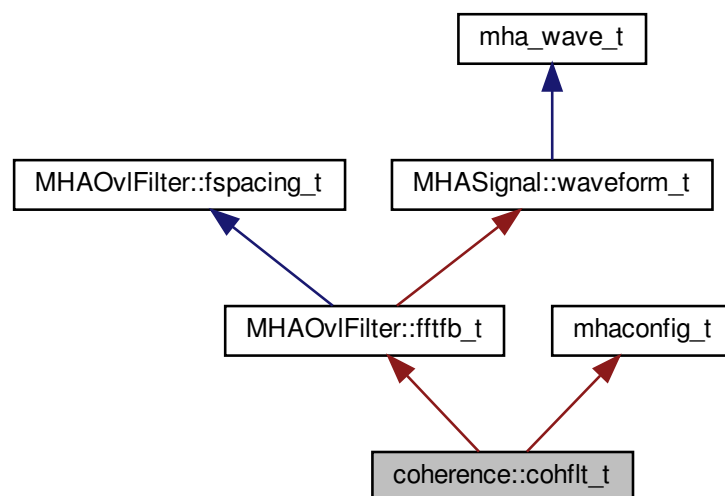 mha_wave_t
MHAOvlFilter::fspacing_t
MHASignal::waveform_t
MHAOvlFilter::fftfb_t
mhaconfig_t
coherence::cohflt_t